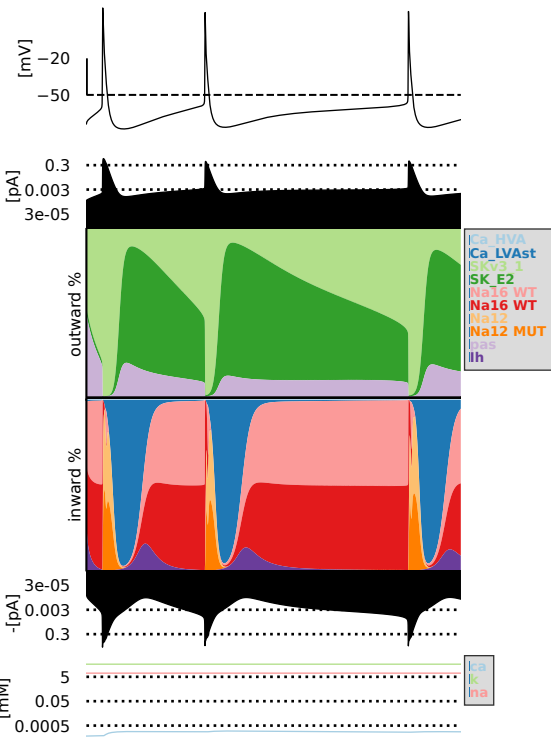 [mV]
−20
−50
[pA]
0.3
0.003
3e-05
outward %
Ca_HVA
Ca_LVAst
SKv3_1
SK_E2
Na16 WT
Na16 WT
Na12
Na12 MUT
pas
Ih
inward %
-[pA]
3e-05
0.003
0.3
[mM]
5
0.05
0.0005
ca
k
na